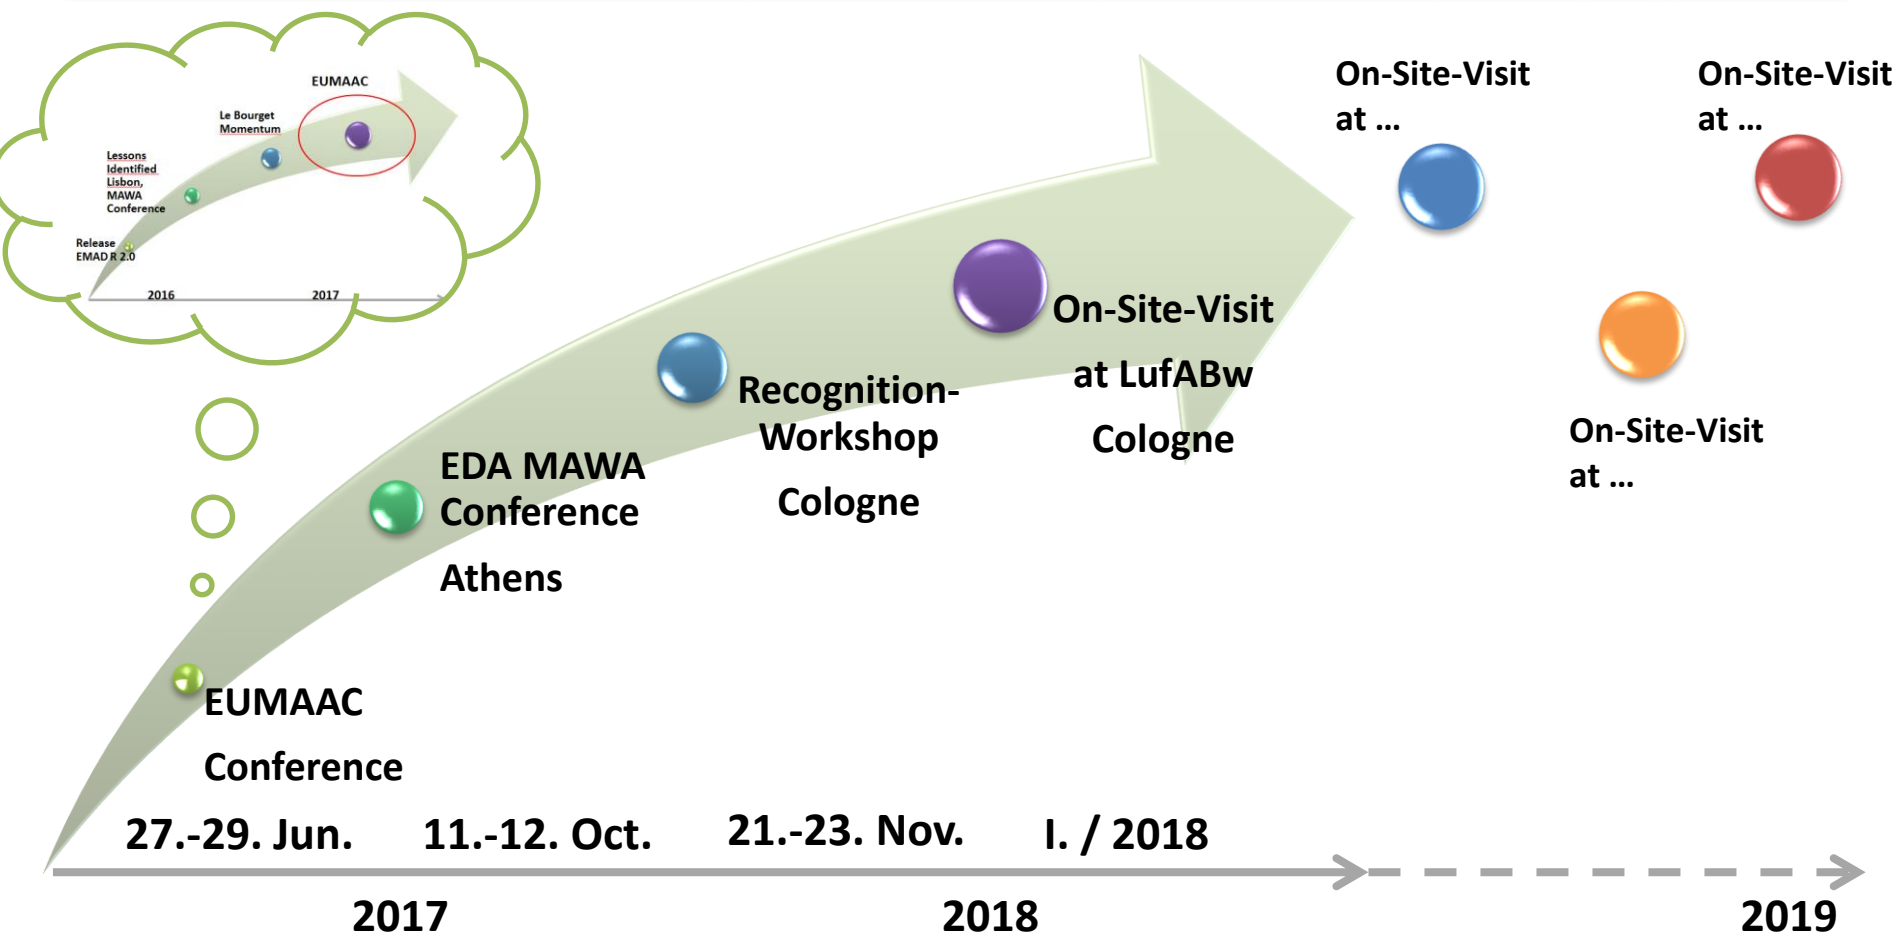 EUMAAC
Le Bourget
Momentum
Lessons
Identified
Lisbon,
MAWA
Conference
Release
EMAD R 2.0
2016
2017
On-Site-Visit
at ...
On-Site-Visit
at ...
On-Site-Visit
at ...
On-Site-Visit
at LufABw
Cologne
Recognition-
Workshop
Cologne
EDA MAWA
Conference
Athens
EUMAAC
Conference
27.-29. Jun.
11.-12. Oct.
21.-23. Nov.
I. / 2018
2017
2018
2019